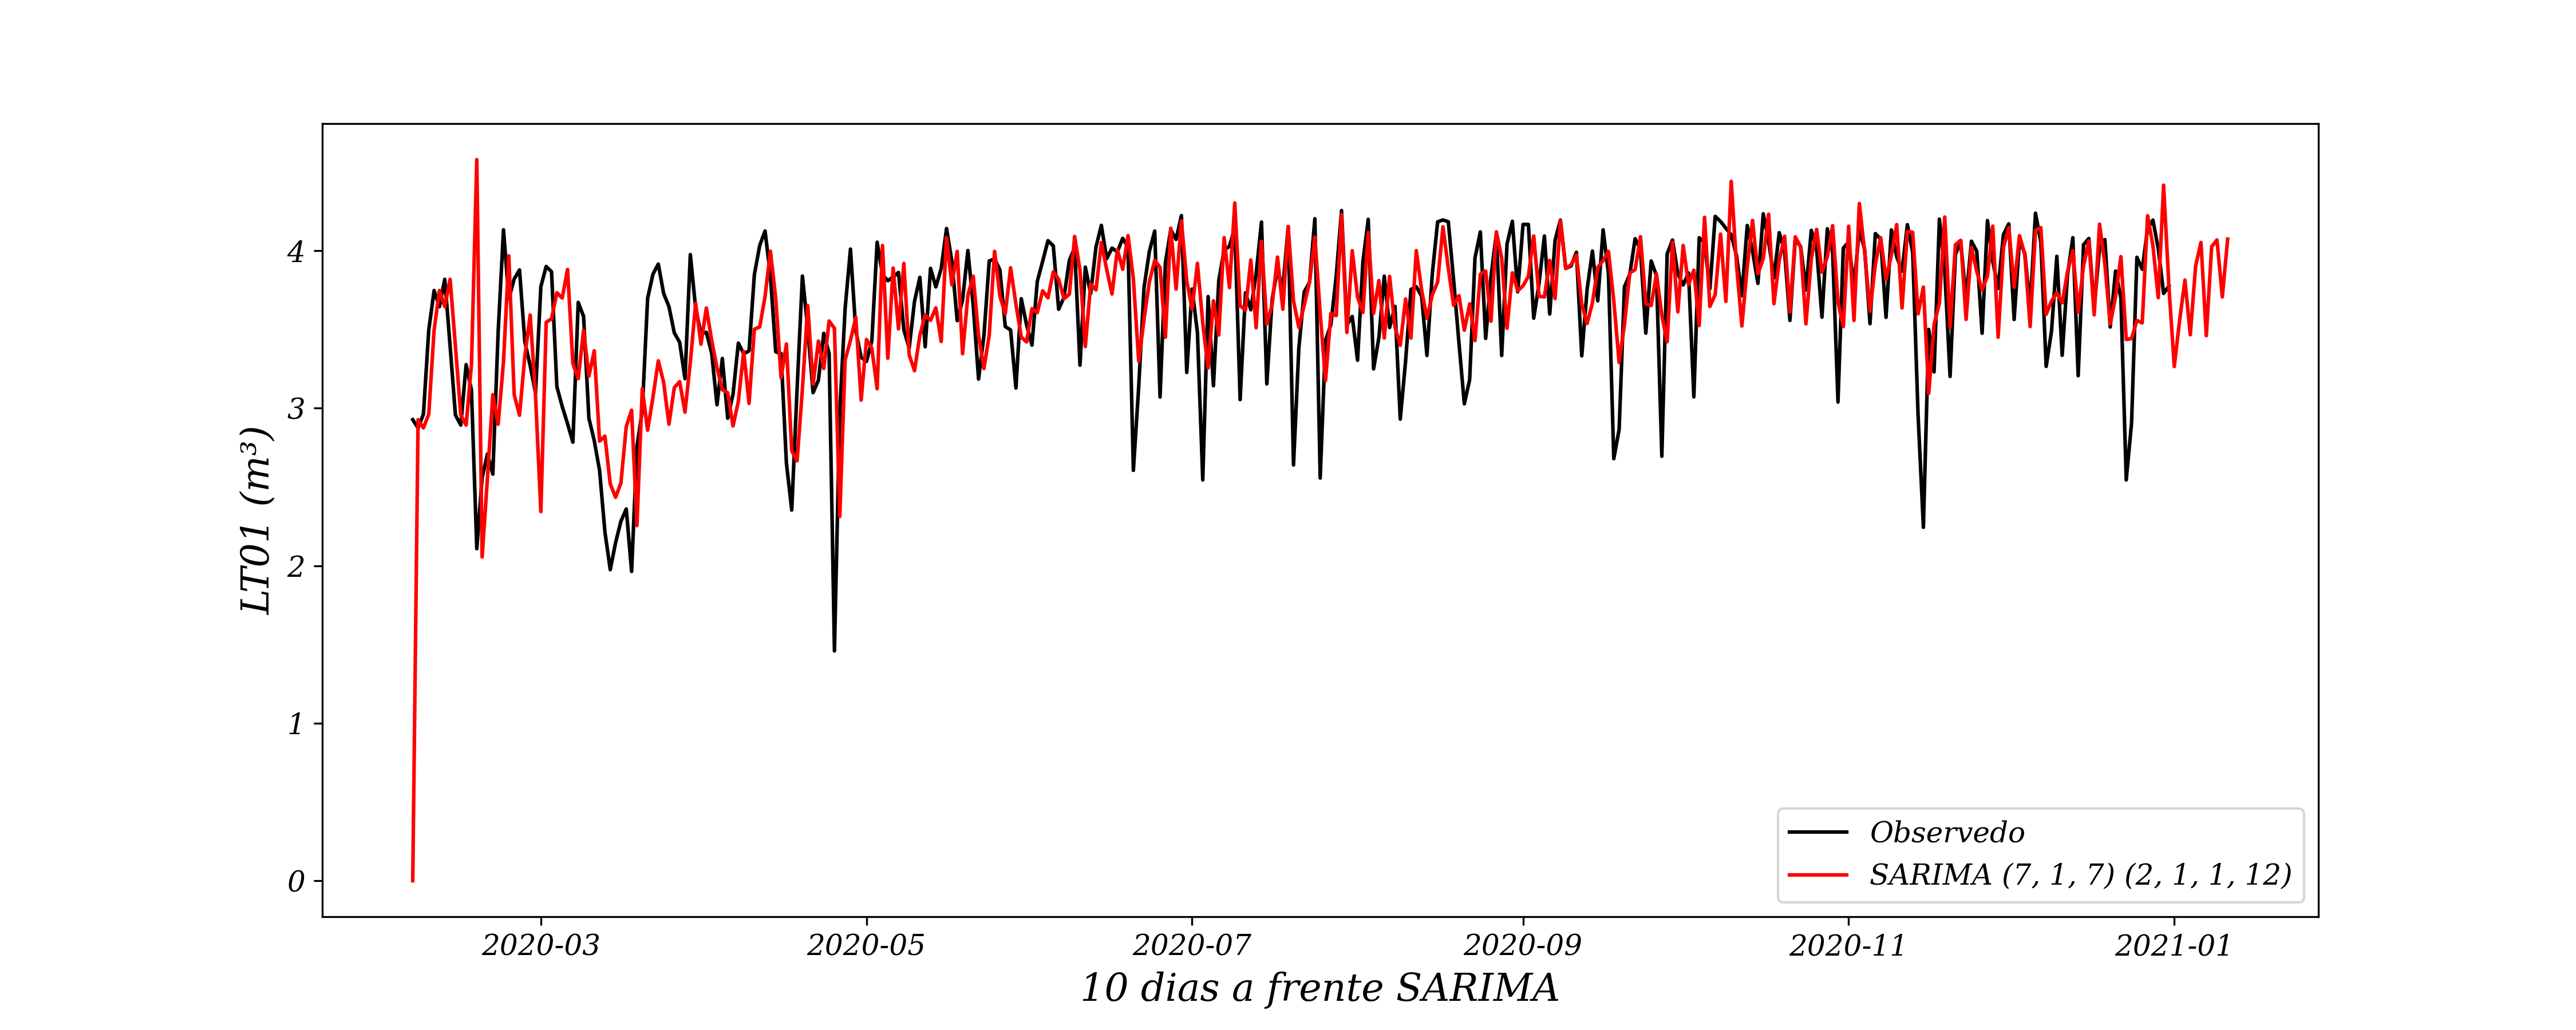 LT01 (m³)
4
3
2
1
0
2020-03 2020-05 2020-07 2020-09 2020-11 2021-01
10 dias a frente SARIMA
Observedo
SARIMA (7, 1, 7) (2, 1, 1, 12)